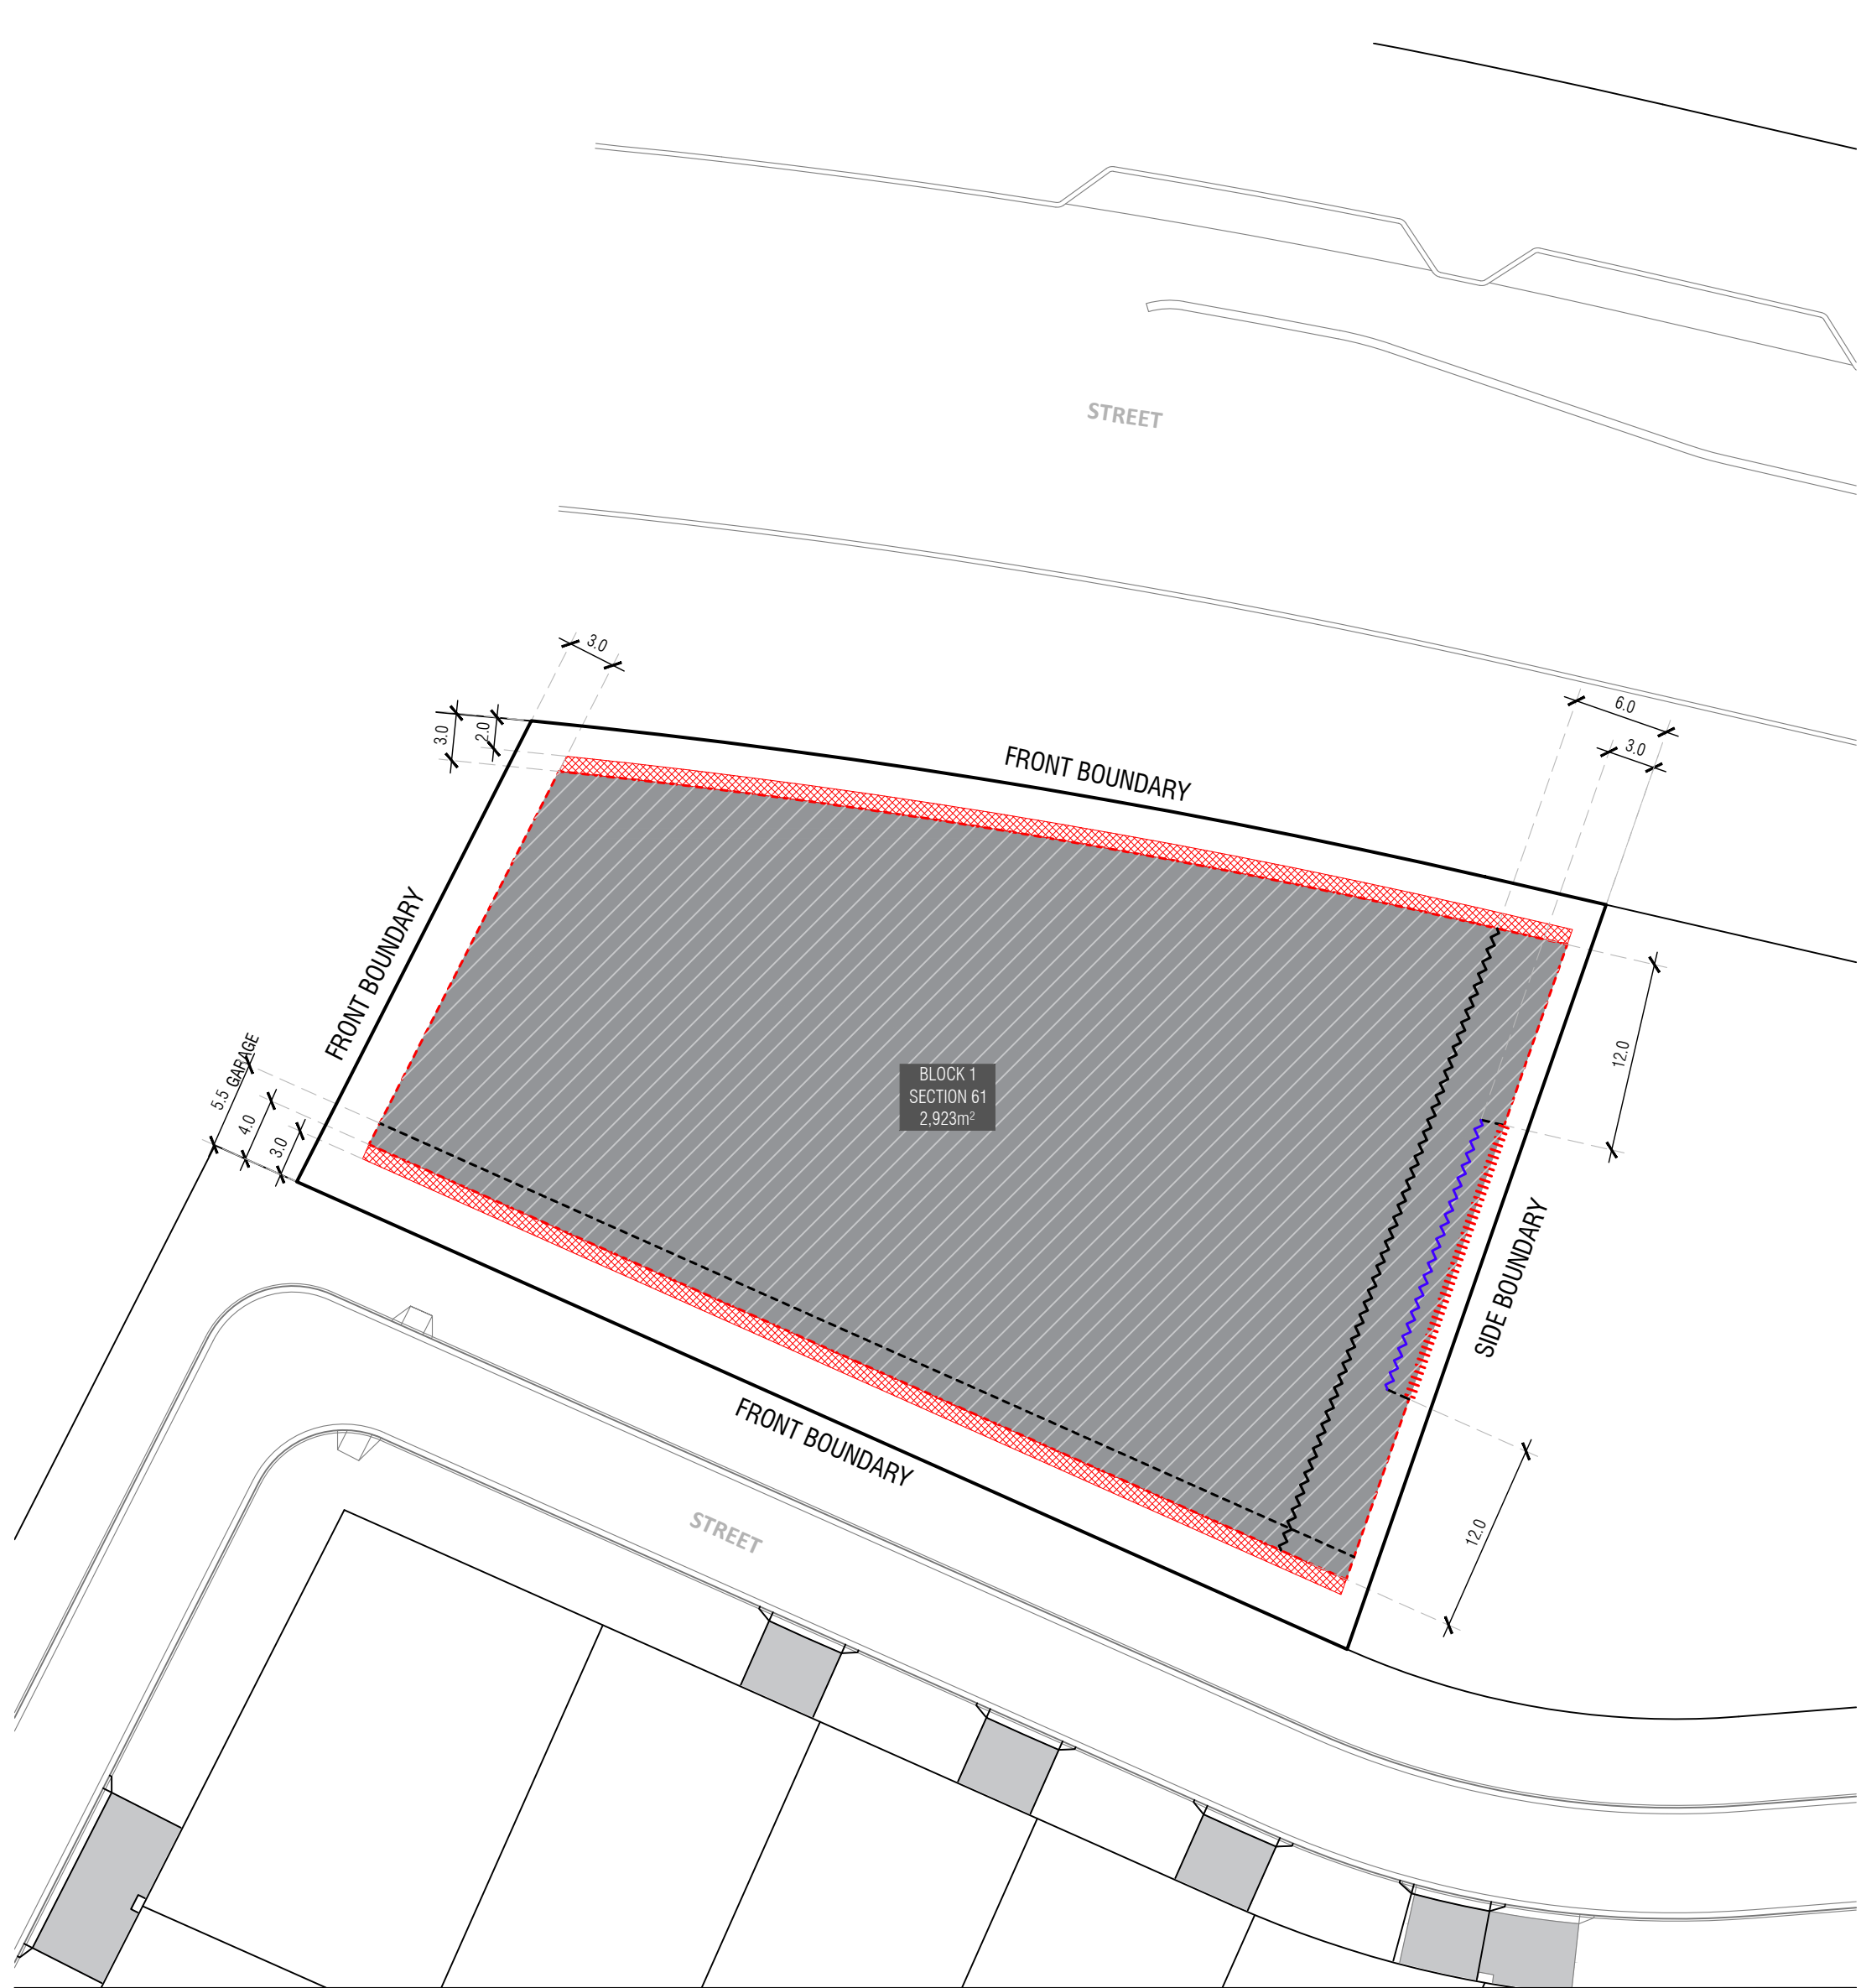 STREET
3.0
6.0
3.0
3.0
2.0
FRONT BOUNDARY
FRONT BOUNDARY
12.0
5.5 GARAGE
4.0
3.0
BLOCK 1
SECTION 61
2,923m²
SIDE BOUNDARY
FRONT BOUNDARY
12.0
STREET